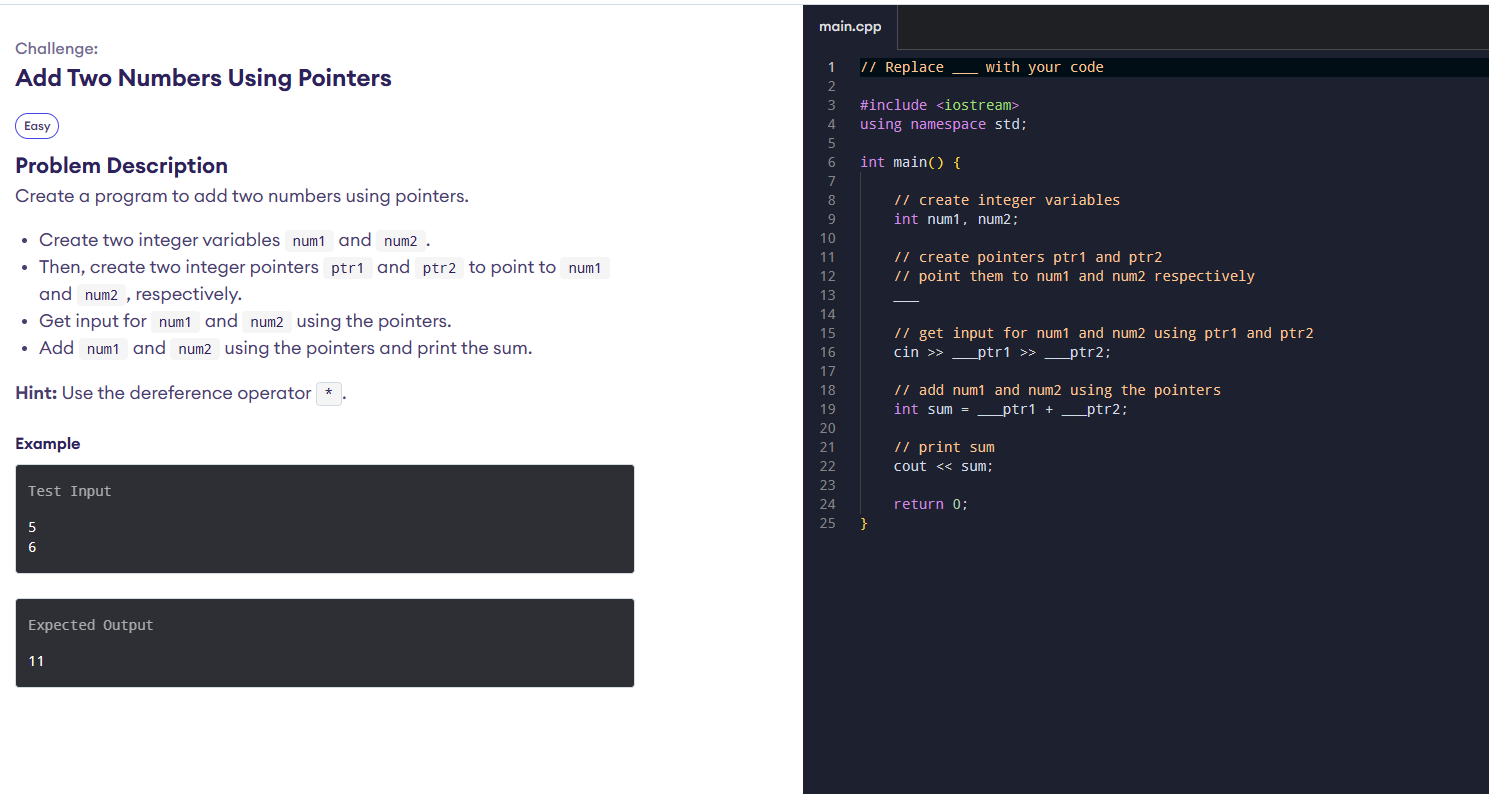 Challenge:
Add Two Numbers Using Pointers
Easy
Problem Description
Create a program to add two numbers using pointers.
• Create two integer variables num1 and num2 .
• Then, create two integer pointers ptr1 and ptr2 to point to num1
and num2 , respectively.
• Get input for num1 and num2 using the pointers.
• Add num1 and num2 using the pointers and print the sum.
Hint: Use the dereference operator * .
Example
Test Input
5
6
Expected Output
11
main.cpp
1 // Replace ___ with your code
2
3 #include <iostream>
4 using namespace std;
5
6 int main() {
7
8     // create integer variables
9     int num1, num2;
10
11     // create pointers ptr1 and ptr2
12     // point them to num1 and num2 respectively
13     ___
14
15     // get input for num1 and num2 using ptr1 and ptr2
16     cin >> ___ptr1 >> ___ptr2;
17
18     // add num1 and num2 using the pointers
19     int sum = ___ptr1 + ___ptr2;
20
21     // print sum
22     cout << sum;
23
24     return 0;
25 }